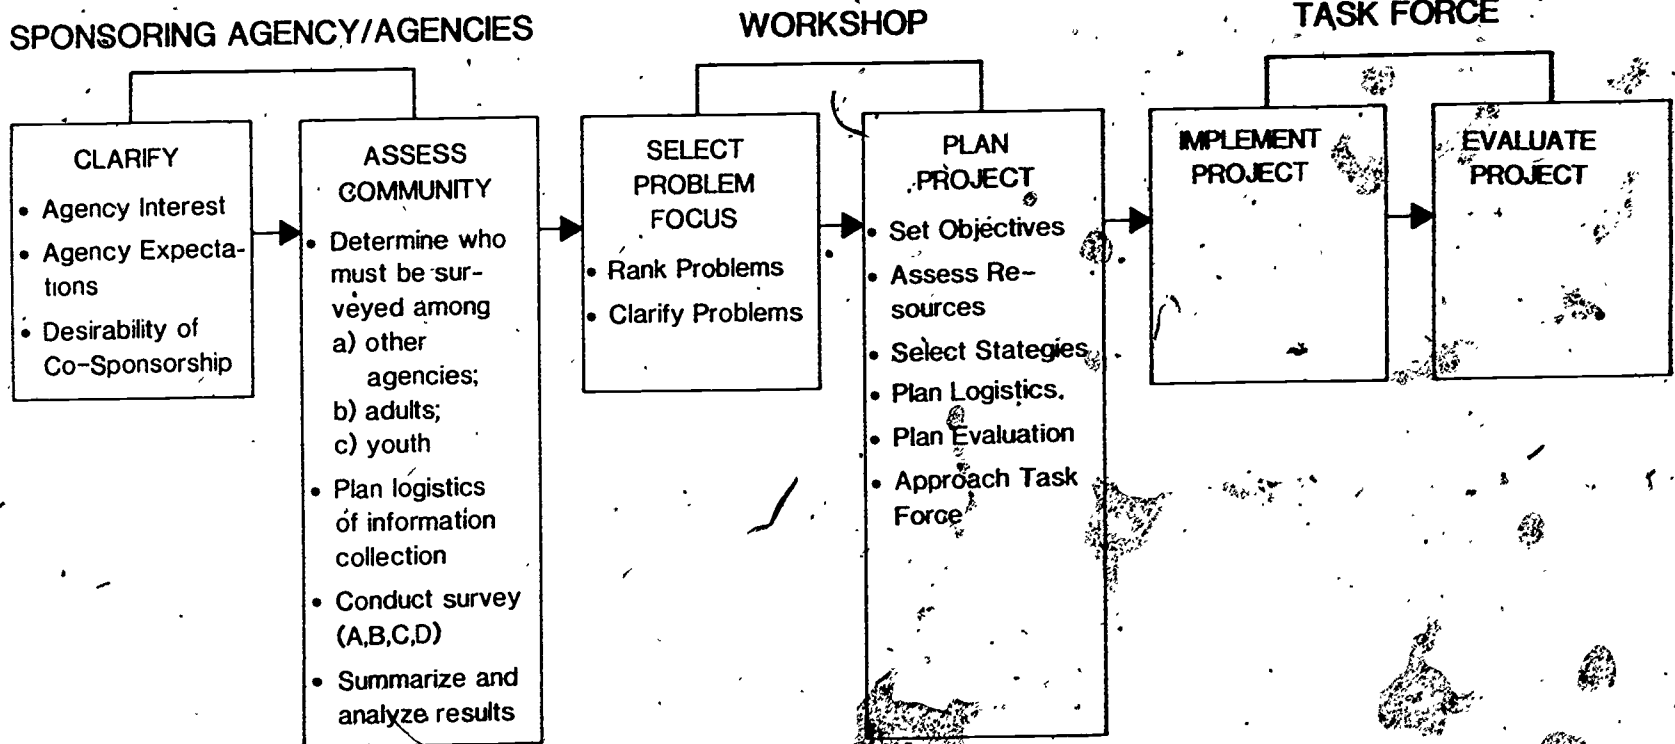 SPONSORING AGENCY/AGENCIES
WORKSHOP
TASK FORCE
CLARIFY
• Agency Interest
• Agency Expecta-
tions
• Desirability of
Co-Sponsorship
ASSESS
COMMUNITY
• Determine who
must be sur-
veyed among
a) other
agencies;
b) adults;
c) youth
• Plan logistics
of information
collection
• Conduct survey
(A,B,C,D)
• Summarize and
analyze results
SELECT
PROBLEM
FOCUS
• Rank Problems
• Clarify Problems
PLAN
PROJECT
• Set Objectives
• Assess Re-
sources
• Select Stategies
• Plan Logistics.
• Plan Evaluation
• Approach Task
Force
IMPLEMENT
PROJECT
EVALUATE
PROJECT